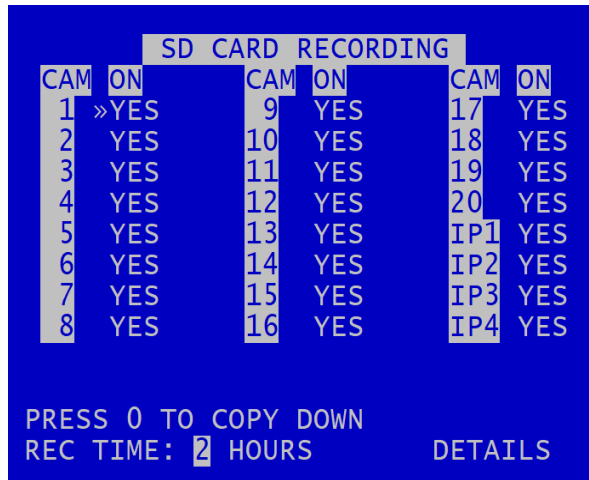 SD CARD RECORDING
CAM ON CAM ON CAM ON
1 »YES 9 YES 17 YES
2 YES 10 YES 18 YES
3 YES 11 YES 19 YES
4 YES 12 YES 20 YES
5 YES 13 YES IP1 YES
6 YES 14 YES IP2 YES
7 YES 15 YES IP3 YES
8 YES 16 YES IP4 YES
PRESS 0 TO COPY DOWN
REC TIME: 2 HOURS DETAILS